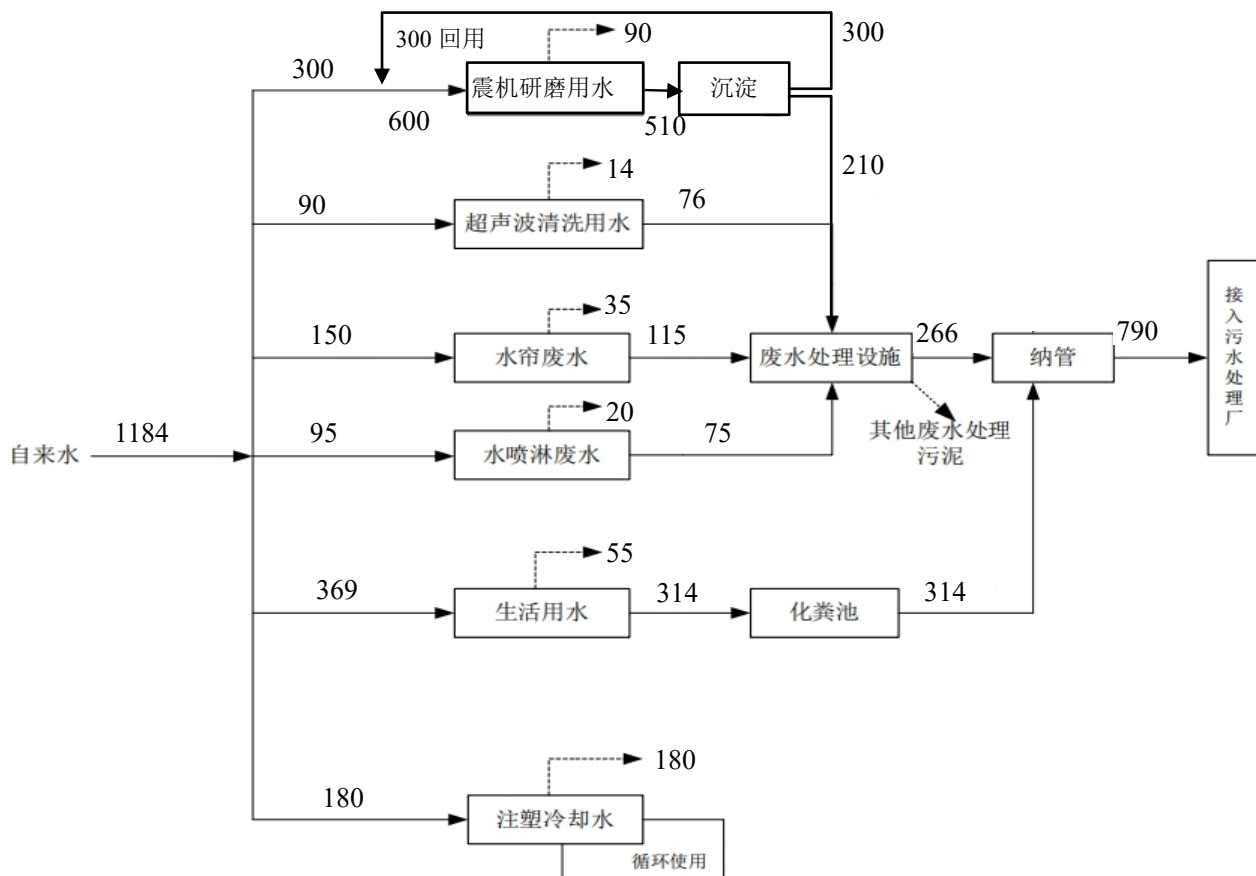 300 回用
90
300
300
震机研磨用水
沉淀
600
510
210
14
90
超声波清洗用水
76
35
150
水帘废水
115
废水处理设施
266
纳管
790
接入污水处理厂
其他废水处理
污泥
自来水
1184
95
20
水喷淋废水
75
55
369
生活用水
314
化粪池
314
180
180
注塑冷却水
循环使用